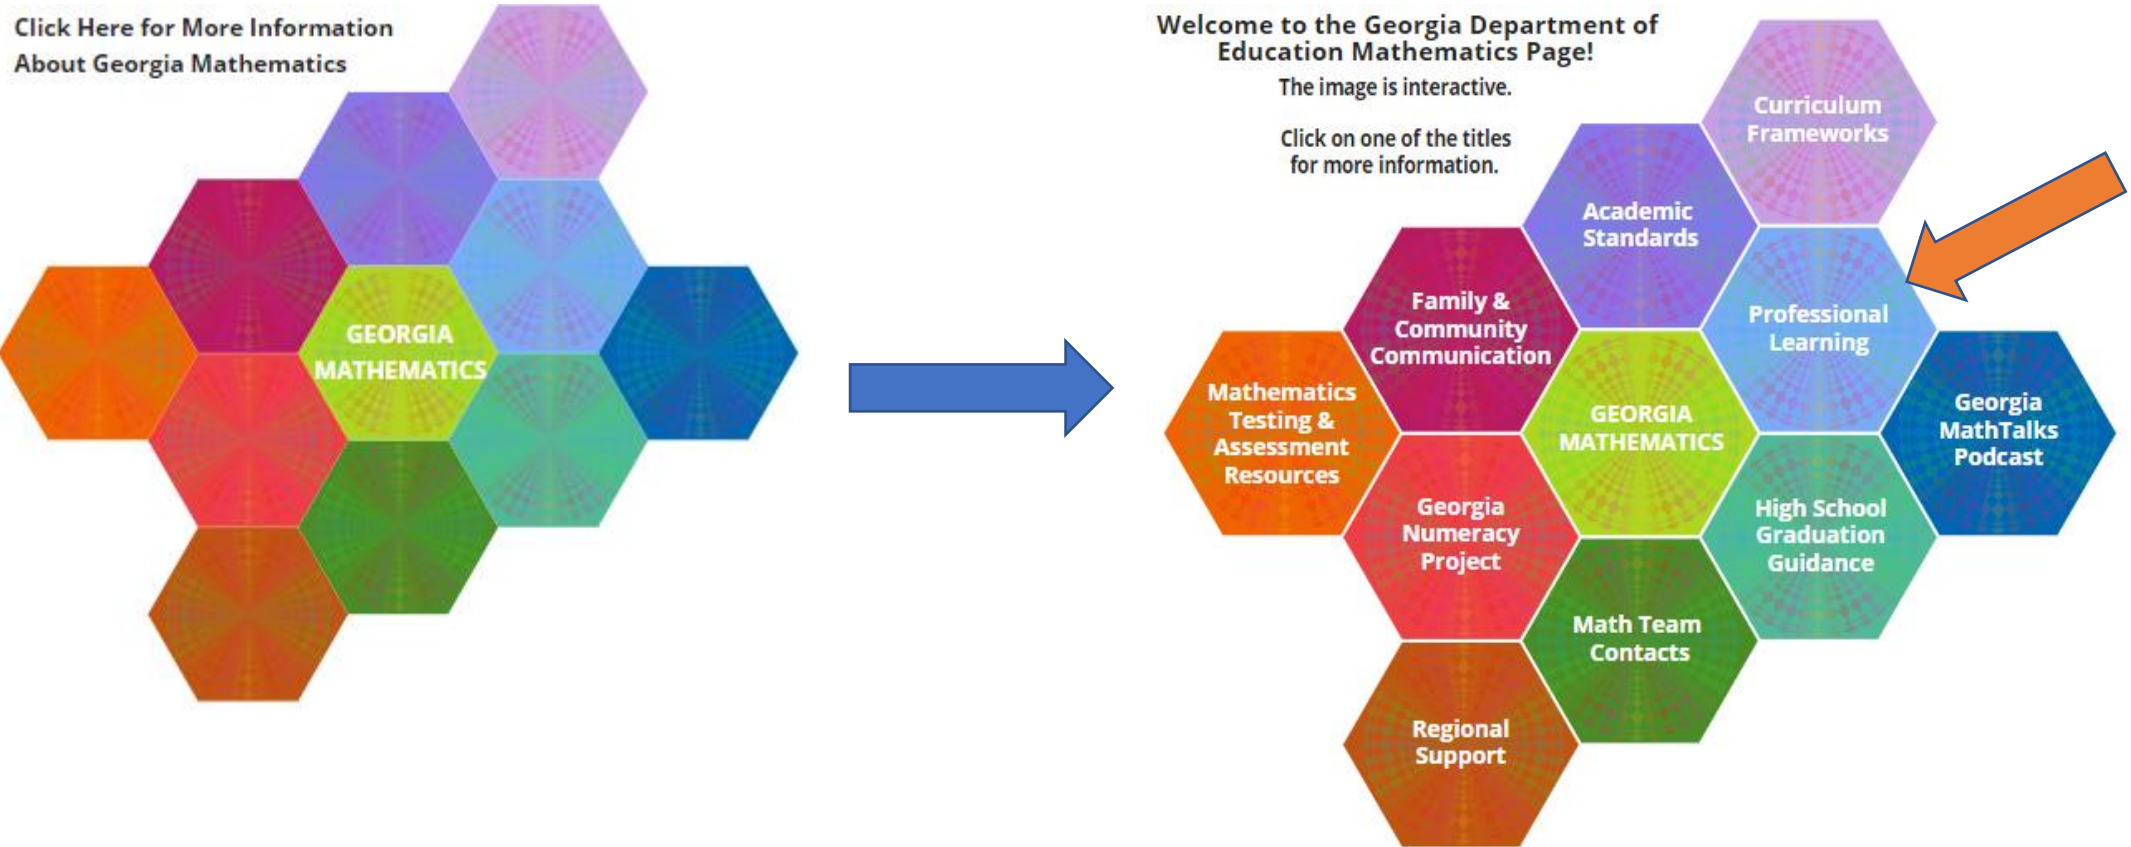 Click Here for More Information
About Georgia Mathematics
GEORGIA
MATHEMATICS
Welcome to the Georgia Department of
Education Mathematics Page!
The image is interactive.
Click on one of the titles
for more information.
Curriculum
Frameworks
Academic
Standards
Family &
Community
Communication
Professional
Learning
Mathematics
Testing &
Assessment
Resources
GEORGIA
MATHEMATICS
Georgia
MathTalks
Podcast
Georgia
Numeracy
Project
High School
Graduation
Guidance
Math Team
Contacts
Regional
Support